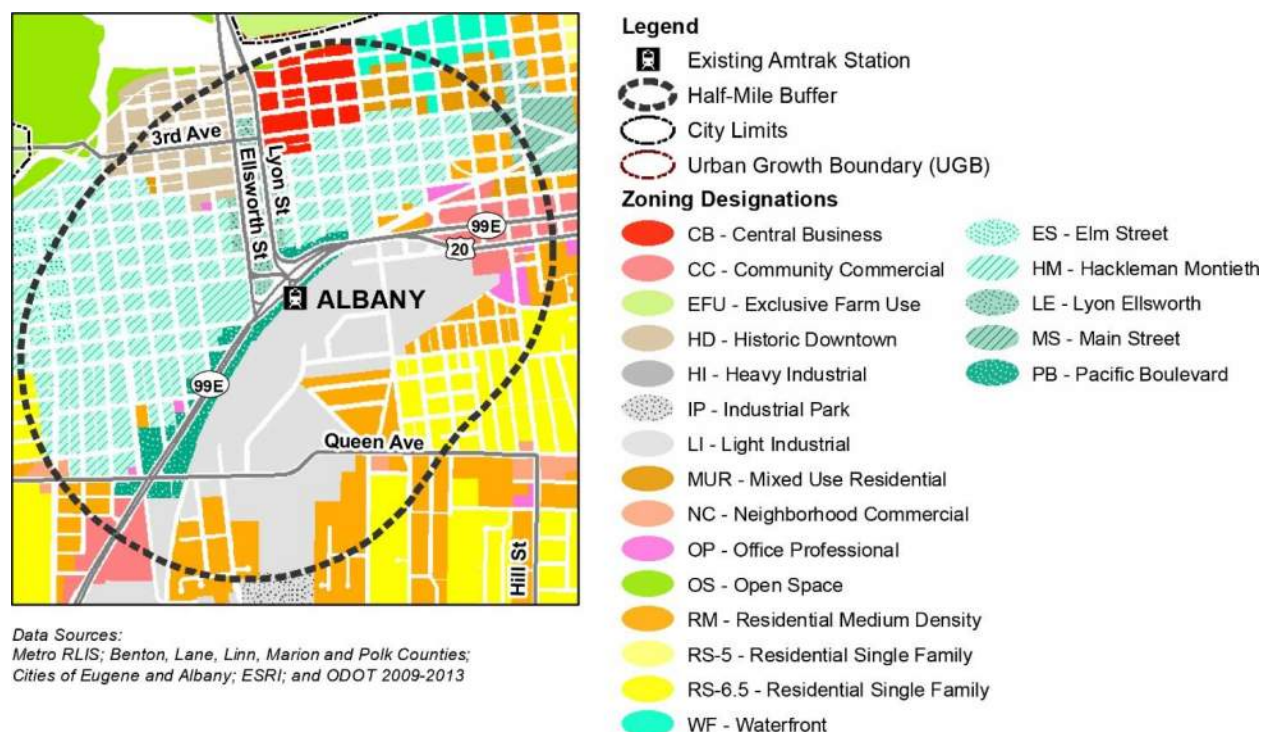 3rd Ave
Lyon St
Ellsworth St
99E
20
ALBANY
99E
Queen Ave
Hill St
Data Sources:
Metro RLIS; Benton, Lane, Linn, Marion and Polk Counties;
Cities of Eugene and Albany; ESRI; and ODOT 2009-2013
Legend
Existing Amtrak Station
Half-Mile Buffer
City Limits
Urban Growth Boundary (UGB)
Zoning Designations
CB - Central Business
CC - Community Commercial
EFU - Exclusive Farm Use
HD - Historic Downtown
HI - Heavy Industrial
IP - Industrial Park
LI - Light Industrial
MUR - Mixed Use Residential
NC - Neighborhood Commercial
OP - Office Professional
OS - Open Space
RM - Residential Medium Density
RS-5 - Residential Single Family
RS-6.5 - Residential Single Family
WF - Waterfront
ES - Elm Street
HM - Hackleman Montieth
LE - Lyon Ellsworth
MS - Main Street
PB - Pacific Boulevard